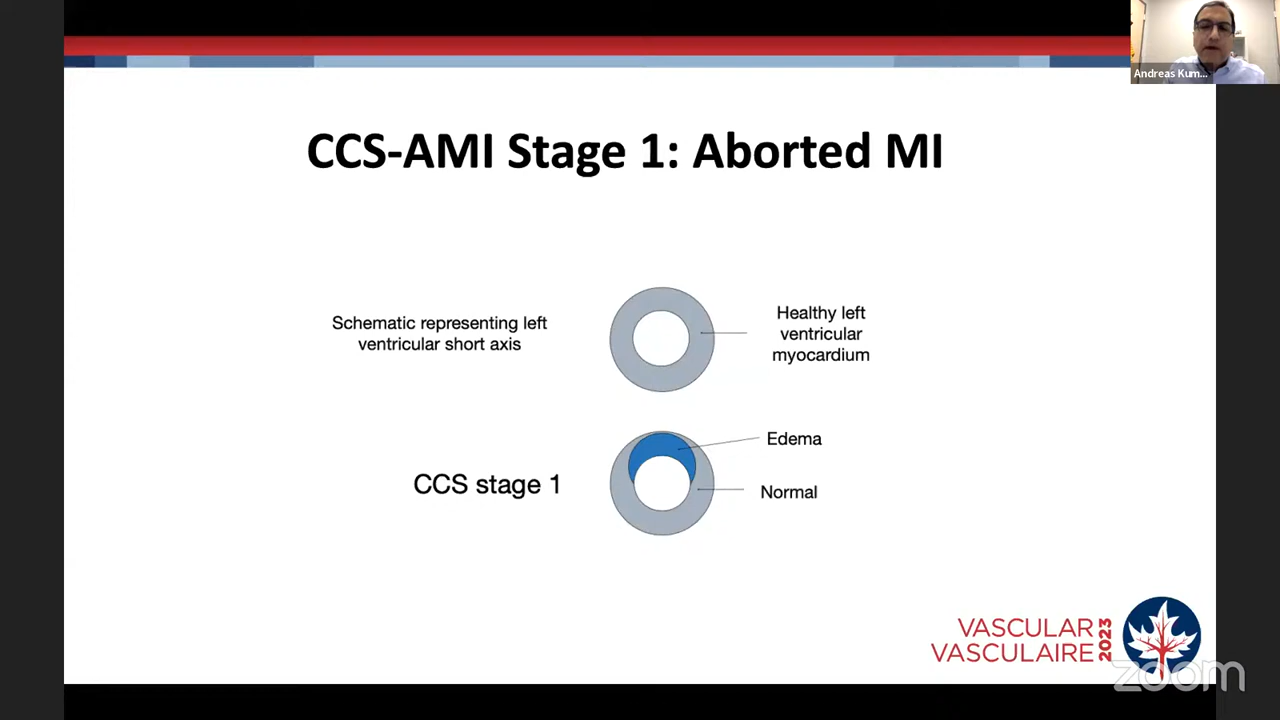 Andreas Kum...
CCS-AMI Stage 1: Aborted MI
Schematic representing left
ventricular short axis
Healthy left
ventricular
myocardium
CCS stage 1
Edema
Normal
VASCULAR
VASCULAIRE
2023
zoom